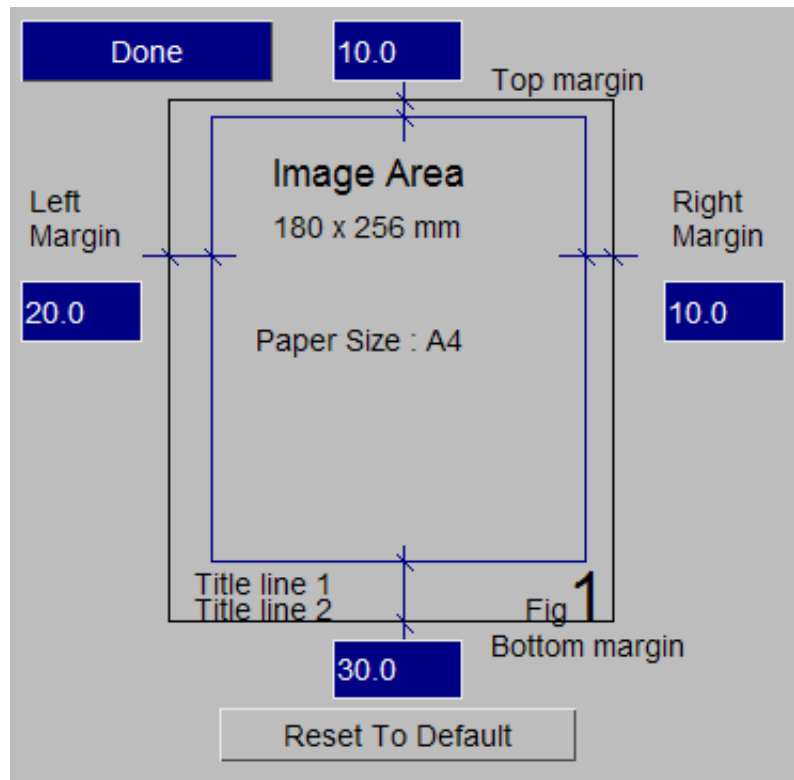 Done
10.0
Top margin
Image Area
180 x 256 mm
Left
Margin
Right
Margin
20.0
10.0
Paper Size : A4
Title line 1
Title line 2
Fig 1
Bottom margin
30.0
Reset To Default